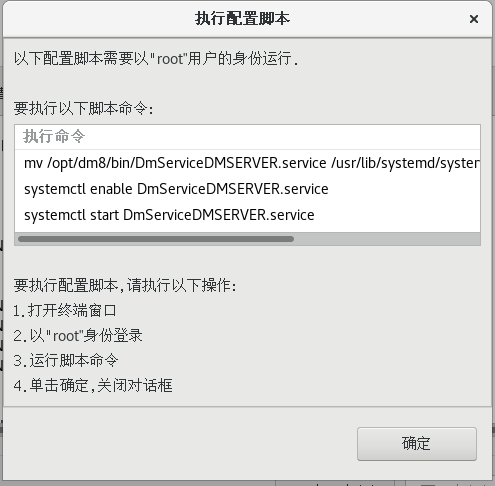 执行配置脚本
以下配置脚本需要以"root"用户的身份运行.
要执行以下脚本命令:
执行命令
mv /opt/dm8/bin/DmServiceDMSERVER.service /usr/lib/systemd/system
systemctl enable DmServiceDMSERVER.service
systemctl start DmServiceDMSERVER.service
要执行配置脚本,请执行以下操作:
1.打开终端窗口
2.以"root"身份登录
3.运行脚本命令
4.单击确定,关闭对话框
确定